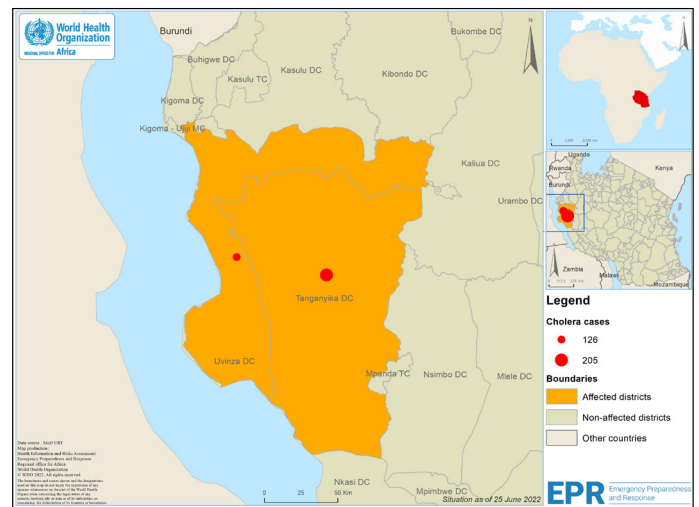 World Health
Organization
REGIONAL OFFICE FOR Africa
Burundi
Bukombe DC
Buhigwe DC
Kasulu DC
Kasulu TC
Kibondo DC
Kigoma DC
Kigoma - Ujiji MC
Kaliua DC
Urambo DC
Tanganyika DC
Uvinza DC
Mpanda TC
Nsimbo DC
Mlele DC
Nkasi DC
Mpimbwe DC
N
Data source : MoH URT
Map production:
Health Information and Risk Assessment
Emergency Preparedness and Response
Regional office for Africa
World Health Organization
© WHO 2022. All rights reserved.
0 25 50 Km
Situation as of 25 June 2022
N
Uganda
Rwanda
Kenya
Burundi
Zambia
Malawi
Mozambique
Legend
Cholera cases
126
205
Boundaries
Affected districts
Non-affected districts
Other countries
EPR
Emergency Preparedness
and Response